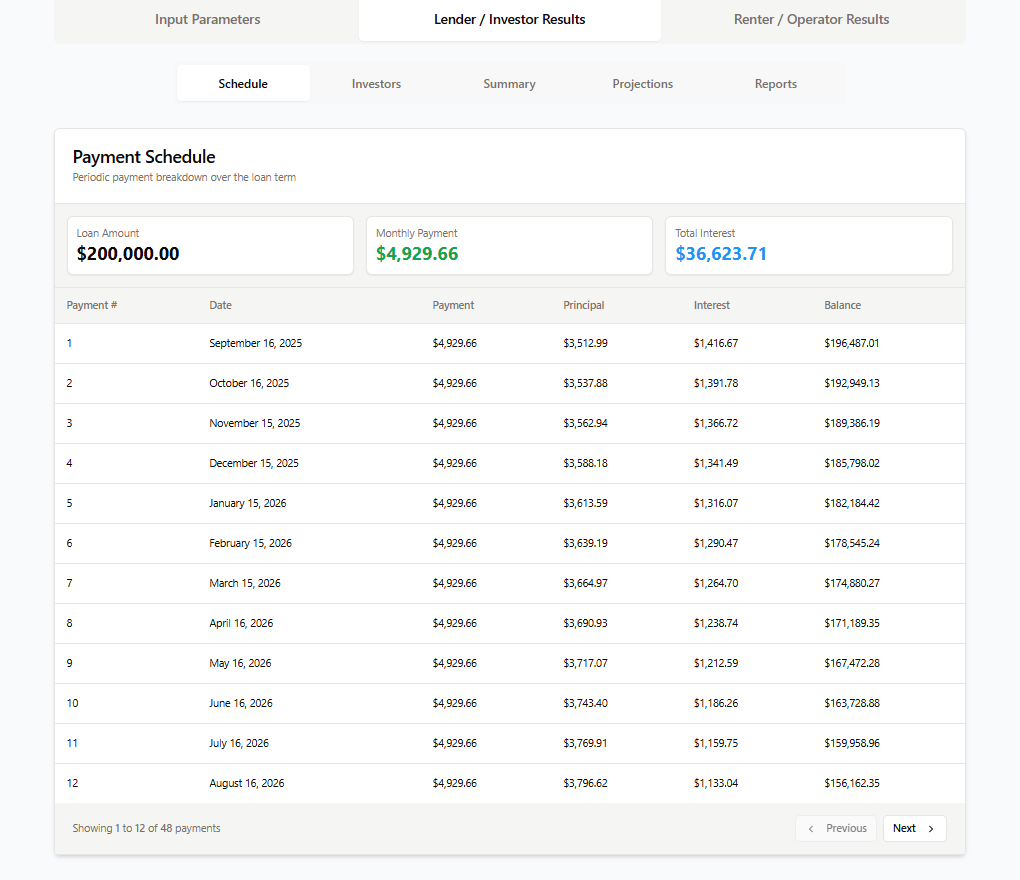 Input Parameters Lender / Investor Results Renter / Operator Results
Schedule Investors Summary Projections Reports
Payment Schedule
Periodic payment breakdown over the loan term
Loan Amount Monthly Payment Total Interest
$200,000.00 $4,929.66 $36,623.71
Payment # Date Payment Principal Interest Balance
1 September 16, 2025 $4,929.66 $3,512.99 $1,416.67 $196,487.01
2 October 16, 2025 $4,929.66 $3,537.88 $1,391.78 $192,949.13
3 November 15, 2025 $4,929.66 $3,562.94 $1,366.72 $189,386.19
4 December 15, 2025 $4,929.66 $3,588.18 $1,341.49 $185,798.02
5 January 15, 2026 $4,929.66 $3,613.59 $1,316.07 $182,184.42
6 February 15, 2026 $4,929.66 $3,639.19 $1,290.47 $178,545.24
7 March 15, 2026 $4,929.66 $3,664.97 $1,264.70 $174,880.27
8 April 16, 2026 $4,929.66 $3,690.93 $1,238.74 $171,189.35
9 May 16, 2026 $4,929.66 $3,717.07 $1,212.59 $167,472.28
10 June 16, 2026 $4,929.66 $3,743.40 $1,186.26 $163,728.88
11 July 16, 2026 $4,929.66 $3,769.91 $1,159.75 $159,958.96
12 August 16, 2026 $4,929.66 $3,796.62 $1,133.04 $156,162.35
Showing 1 to 12 of 48 payments Previous Next